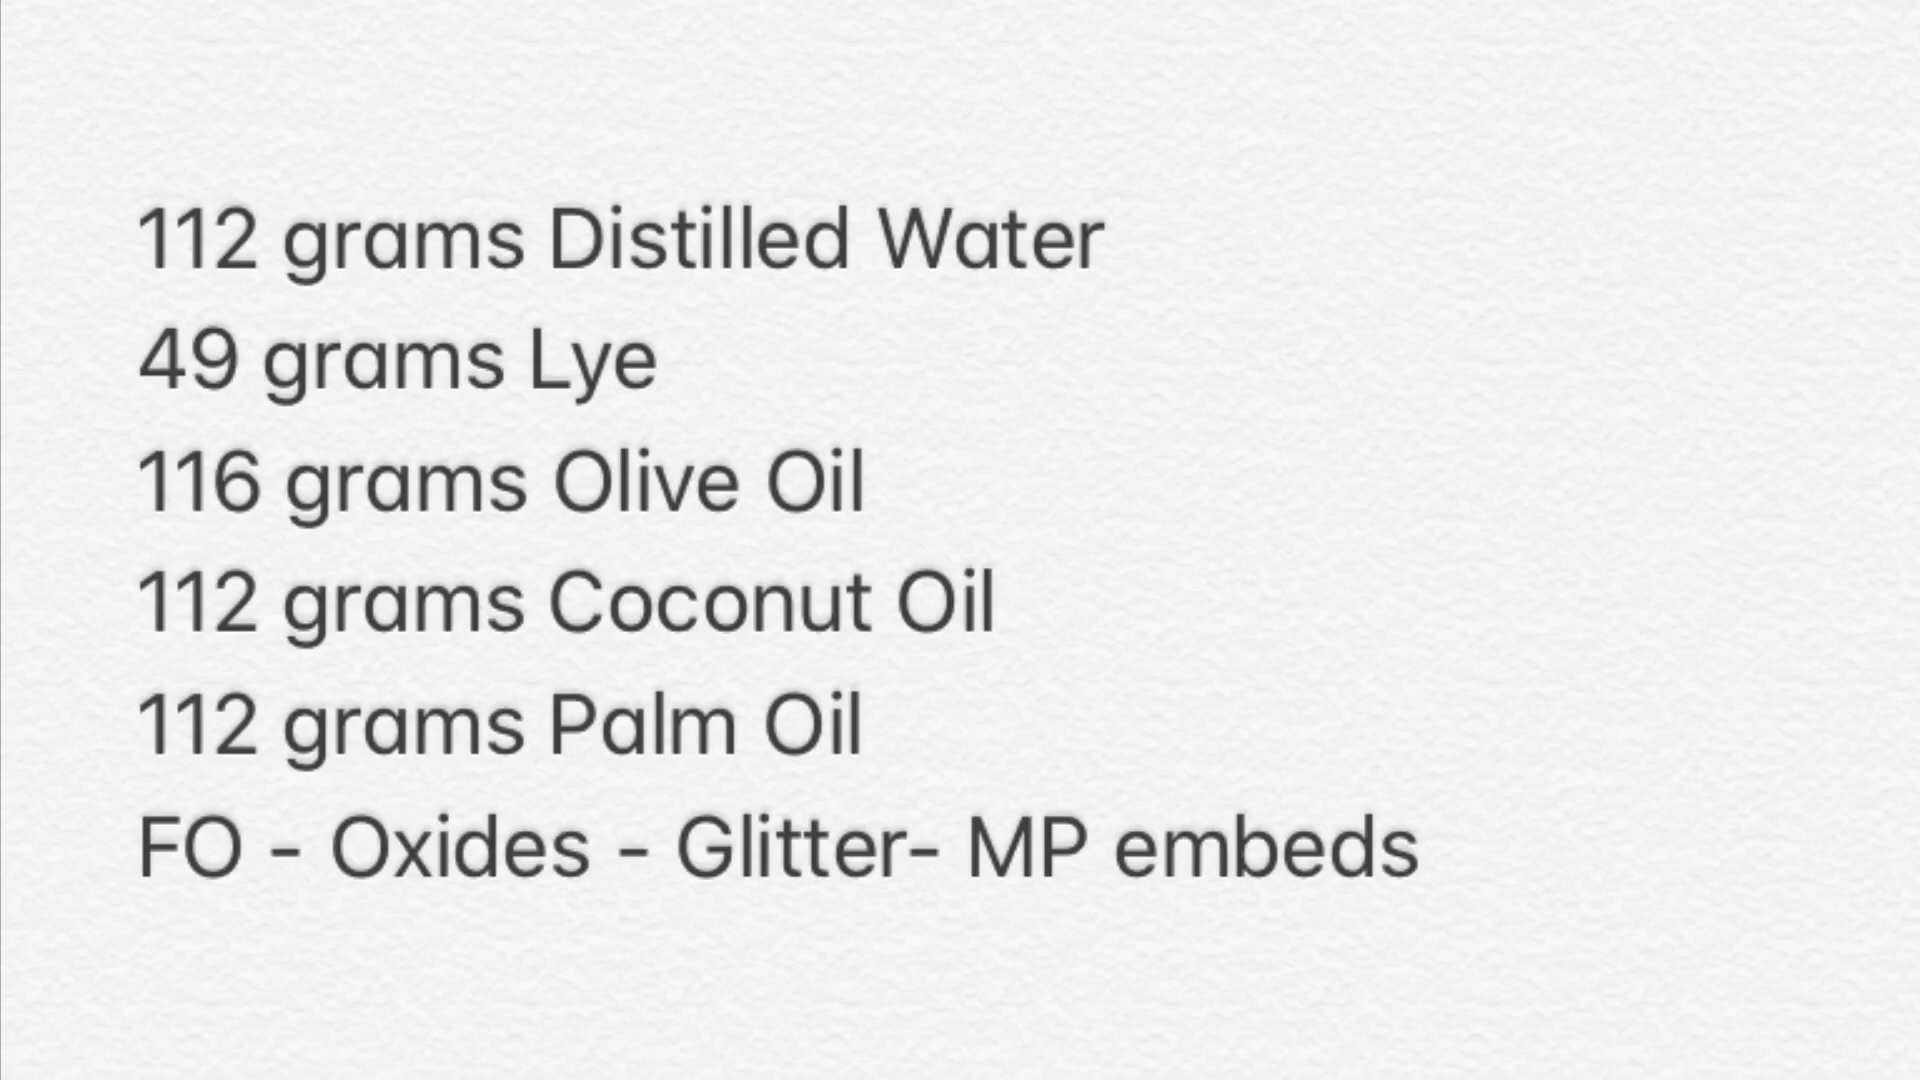 112 grams Distilled Water
49 grams Lye
116 grams Olive Oil
112 grams Coconut Oil
112 grams Palm Oil
FO - Oxides - Glitter- MP embeds